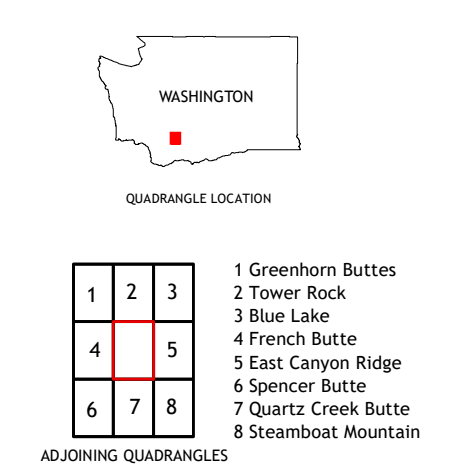 WASHINGTON
QUADRANGLE LOCATION
1 2 3
4 5
6 7 8
ADJOINING QUADRANGLES
1 Greenhorn Buttes
2 Tower Rock
3 Blue Lake
4 French Butte
5 East Canyon Ridge
6 Spencer Butte
7 Quartz Creek Butte
8 Steamboat Mountain